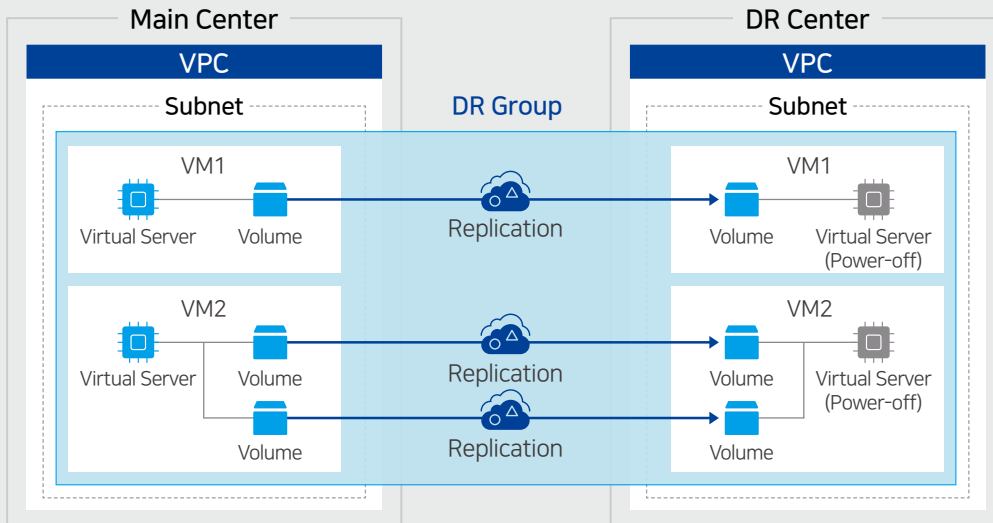 Main Center
DR Center
VPC
VPC
Subnet
DR Group
Subnet
VM1
VM1
Virtual Server
Volume
Replication
Volume
Virtual Server
(Power-off)
VM2
VM2
Virtual Server
Volume
Replication
Volume
Virtual Server
(Power-off)
Volume
Replication
Volume